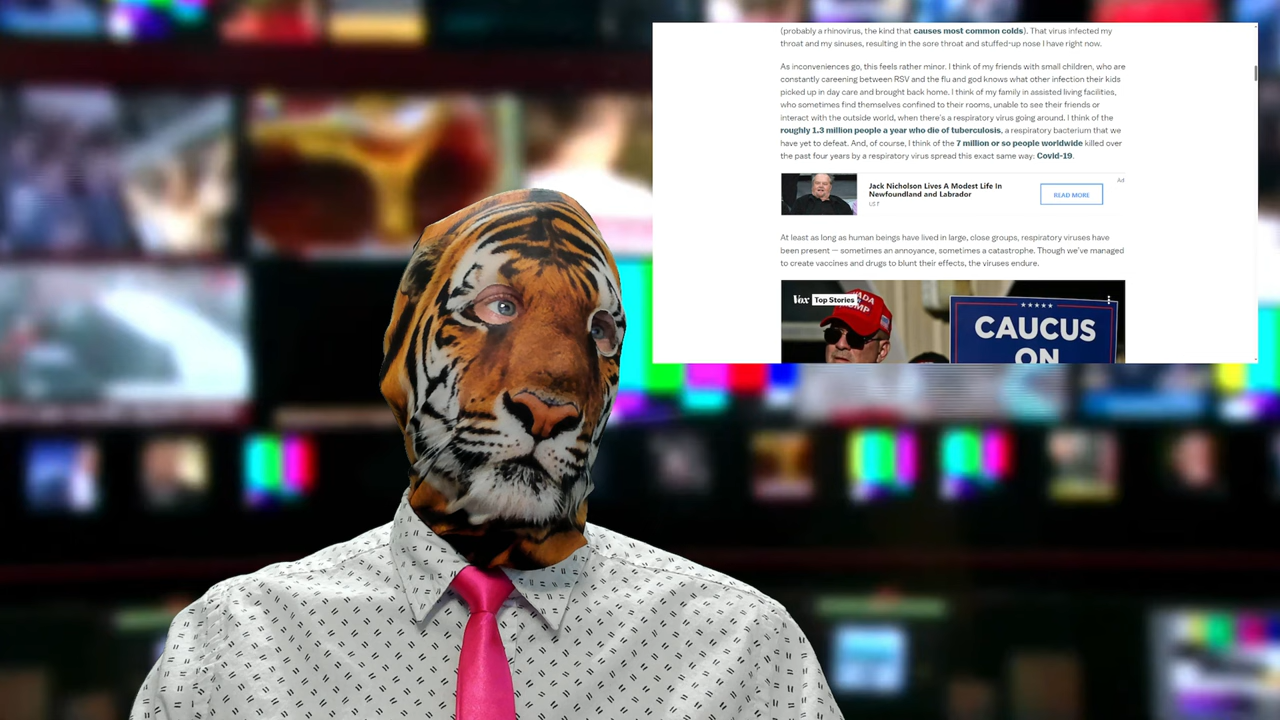 (probably a rhinovirus, the kind that causes most common colds). That virus infected my
throat and my sinuses, resulting in the sore throat and stuffed-up nose I have right now.
As inconveniences go, this feels rather minor. I think of my friends with small children, who are
constantly careening between RSV and the flu and god knows what other infection their kids
picked up in day care and brought back home. I think of my family in assisted living facilities,
who sometimes find themselves confined to their rooms, unable to see their friends or
interact with the outside world, when there's a respiratory virus going around. I think of the
roughly 1.3 million people a year who die of tuberculosis, a respiratory bacterium that we
have yet to defeat. And, of course, I think of the 7 million or so people worldwide killed over
the past four years by a respiratory virus spread this exact same way: Covid-19.
Ad
Jack Nicholson Lives A Modest Life In
Newfoundland and Labrador
READ MORE
At least as long as human beings have lived in large, close groups, respiratory viruses have
been present — sometimes an annoyance, sometimes a catastrophe. Though we've managed
to create vaccines and drugs to blunt their effects, the viruses endure.
Vox Top Stories
CAUCUS
ON